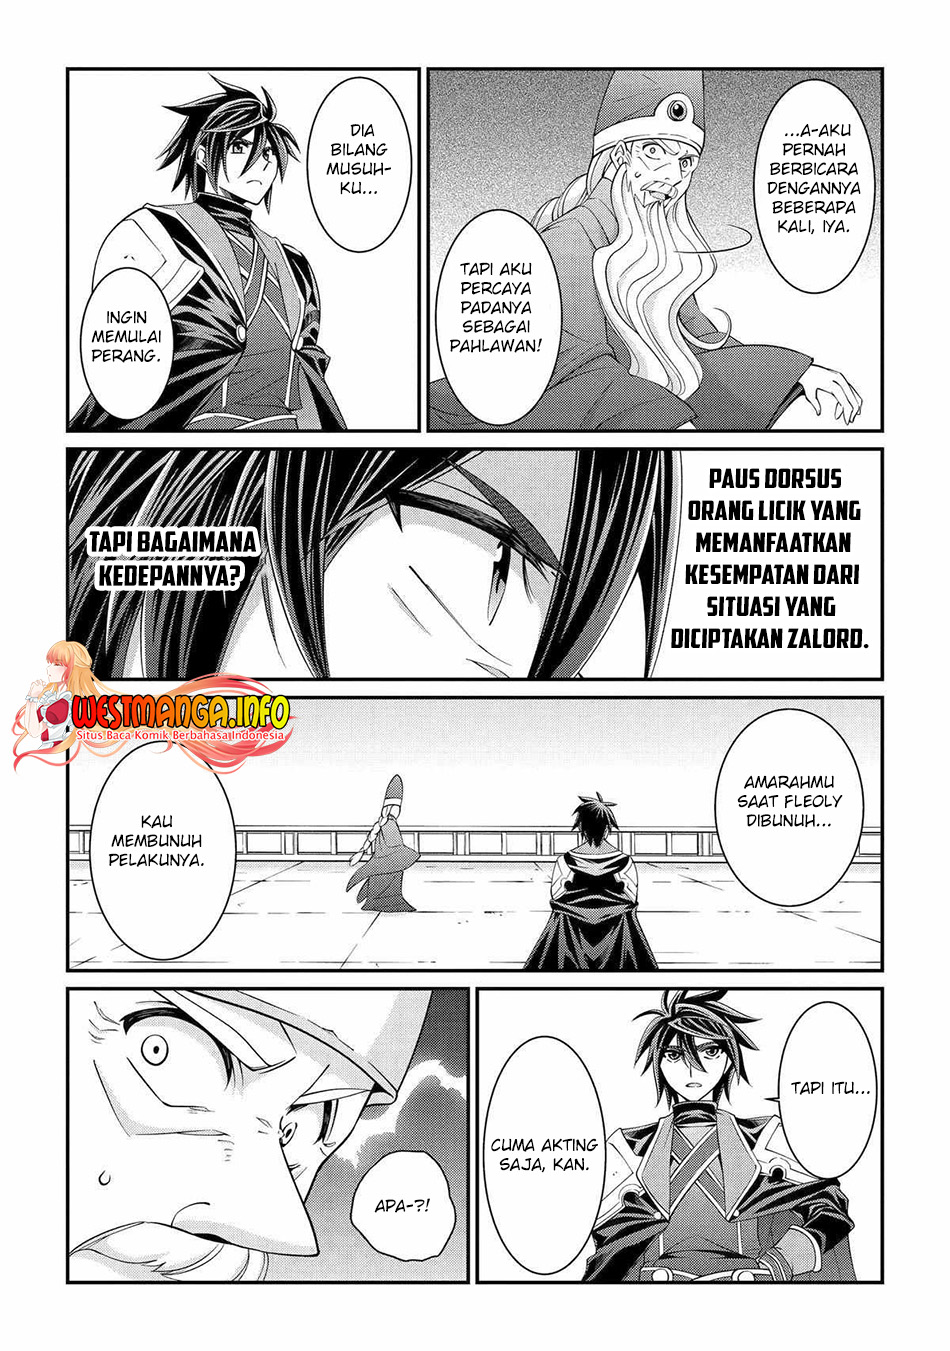 ...A-AKU
PERNAH
BERBICARA
DENGANNYA
BEBERAPA
KALI, IYA.
TAPI AKU
PERCAYA
PADANYA
SEBAGAI
PAHLAWAN!
DIA
BILANG
MUSUH-
KU...
INGIN
MEMULAI
PERANG.
PAUS DORSUS
ORANG LICIK YANG
MEMANFAATKAN
KESEMPATAN DARI
SITUASI YANG
DICIPTAKAN ZALORD.
TAPI BAGAIMANA
KEDEPANNYA?
WESTMANGA.INFO
Situs Baca Komik Berbahasa Indonesia
AMARAHMU
SAAT FLEOLY
DIBUNUH...
KAU
MEMBUNUH
PELAKUNYA.
TAPI ITU...
CUMA AKTING
SAJA, KAN.
APA-?!